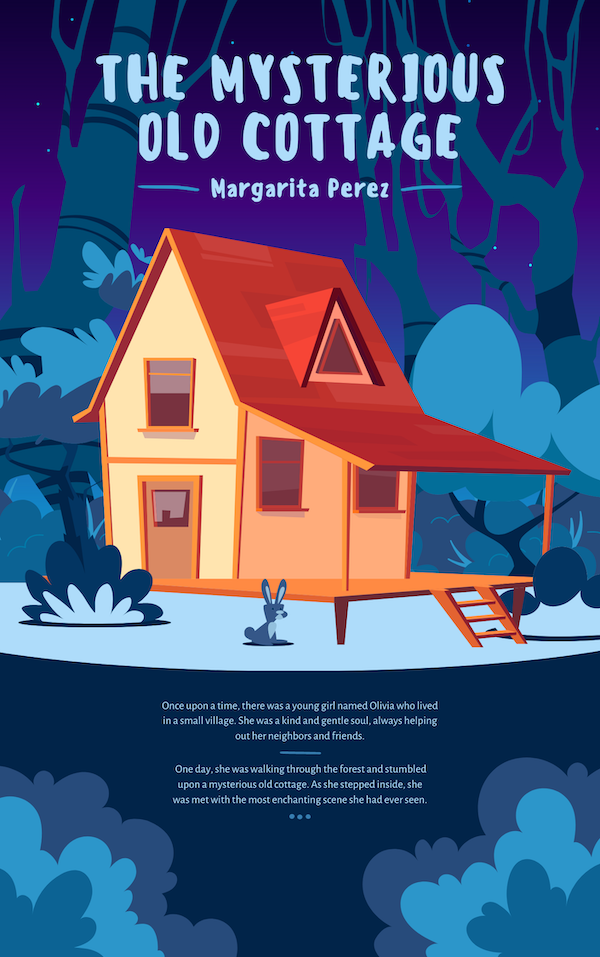 THE MYSTERIOUS
OLD COTTAGE
Margarita Perez
Once upon a time, there was a young girl named Olivia who lived
in a small village. She was a kind and gentle soul, always helping
out her neighbors and friends.
One day, she was walking through the forest and stumbled
upon a mysterious old cottage. As she stepped inside, she
was met with the most enchanting scene she had ever seen.